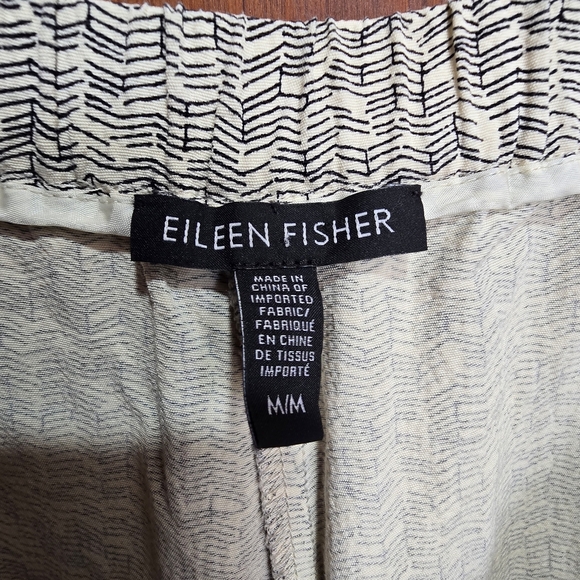 EILEEN FISHER
MADE IN
CHINA OF
IMPORTED
FABRIC/
FABRIQUÉ
EN CHINE
DE TISSUS
IMPORTÉ
M/M